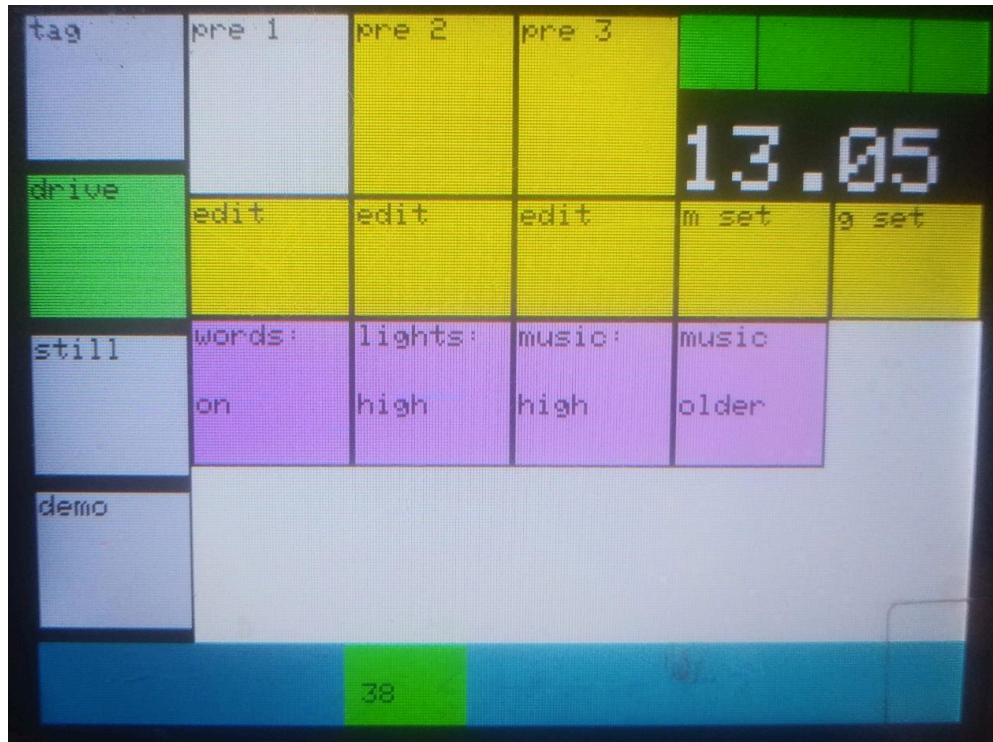 tag
pre 1
pre 2
pre 3
13.05
drive
edit
edit
edit
m set
g set
still
words:
on
lights:
high
music:
high
music
older
demo
38